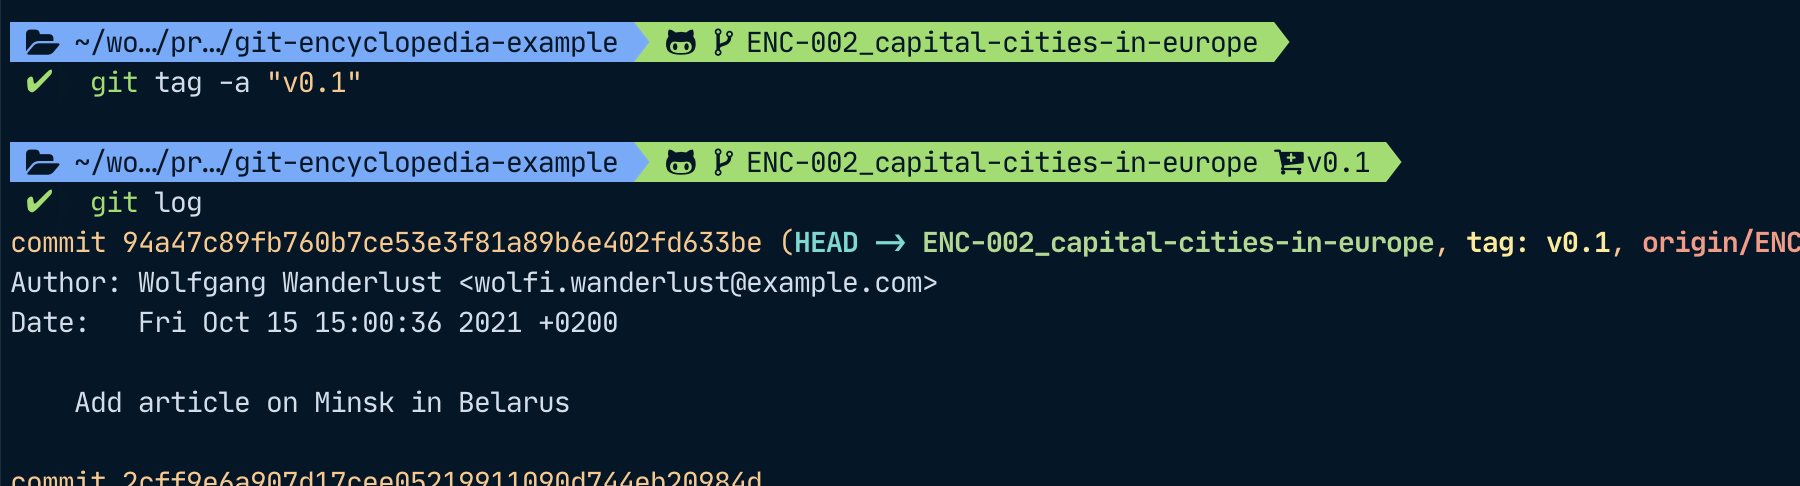 ~/wo…/pr…/git-encyclopedia-example ENC-002_capital-cities-in-europe
✔ git tag -a "v0.1"
~/wo…/pr…/git-encyclopedia-example ENC-002_capital-cities-in-europe v0.1
✔ git log
commit 94a47c89fb760b7ce53e3f81a89b6e402fd633be (HEAD -> ENC-002_capital-cities-in-europe, tag: v0.1, origin/ENC
Author: Wolfgang Wanderlust <wolfi.wanderlust@example.com>
Date:   Fri Oct 15 15:00:36 2021 +0200
Add article on Minsk in Belarus
commit 2cff9e6a907d17cee05219911090d744eb20984d